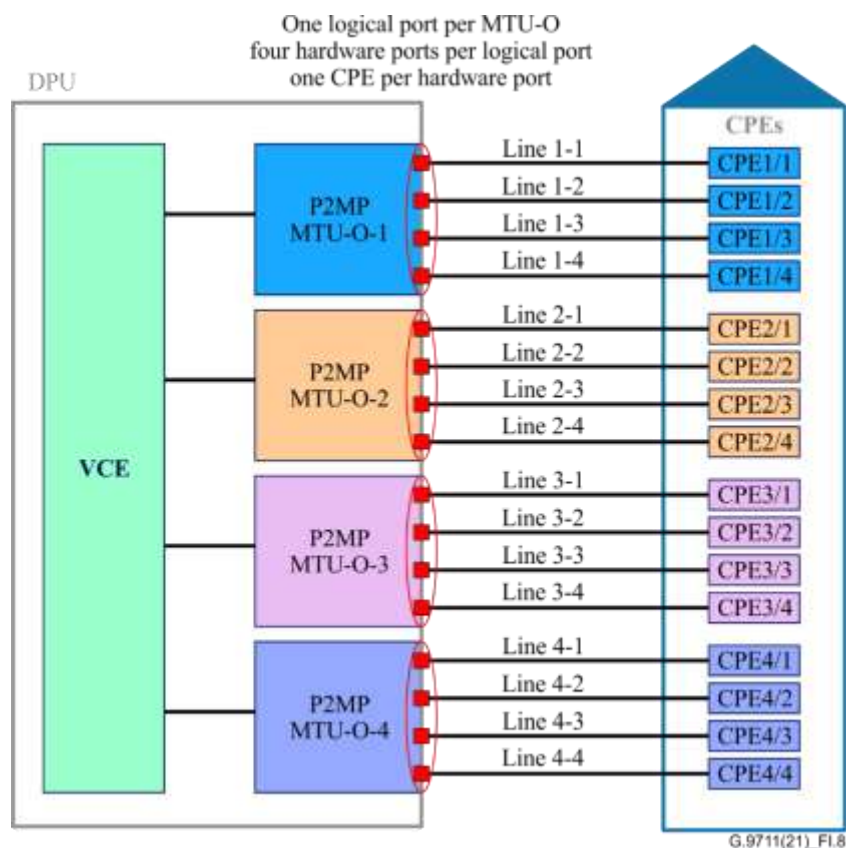 One logical port per MTU-O
four hardware ports per logical port
one CPE per hardware port
DPU
CPEs
VCE
P2MP
MTU-O-1
Line 1-1
CPE1/1
Line 1-2
CPE1/2
Line 1-3
CPE1/3
Line 1-4
CPE1/4
P2MP
MTU-O-2
Line 2-1
CPE2/1
Line 2-2
CPE2/2
Line 2-3
CPE2/3
Line 2-4
CPE2/4
P2MP
MTU-O-3
Line 3-1
CPE3/1
Line 3-2
CPE3/2
Line 3-3
CPE3/3
Line 3-4
CPE3/4
P2MP
MTU-O-4
Line 4-1
CPE4/1
Line 4-2
CPE4/2
Line 4-3
CPE4/3
Line 4-4
CPE4/4
G.9711(21)_FI.8